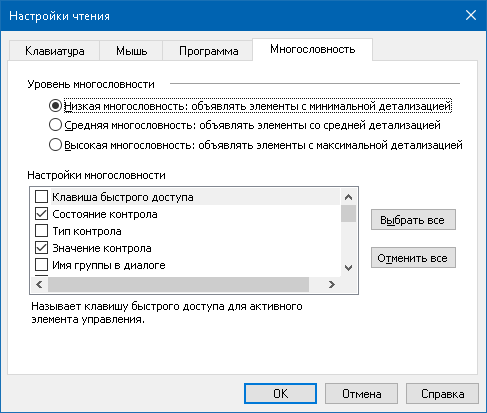 Настройки чтения
Клавиатура
Мышь
Программа
Многословность
Уровень многословности
Низкая многословность: объявлять элементы с минимальной детализацией
Средняя многословность: объявлять элементы со средней детализацией
Высокая многословность: объявлять элементы с максимальной детализацией
Настройки многословности
Клавиша быстрого доступа
Состояние контрола
Тип контрола
Значение контрола
Имя группы в диалоге
Выбрать все
Отменить все
Называет клавишу быстрого доступа для активного
элемента управления.
OK
Отмена
Справка